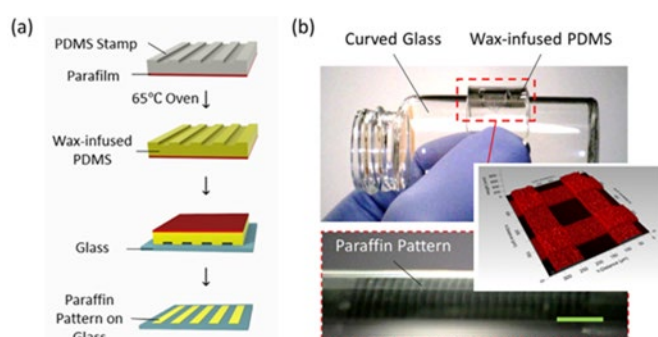 (a)
PDMS Stamp
Parafilm
65°C Oven
Wax-infused
PDMS
Glass
Paraffin
Pattern on
Glass
(b)
Curved Glass
Wax-infused PDMS
Paraffin Pattern